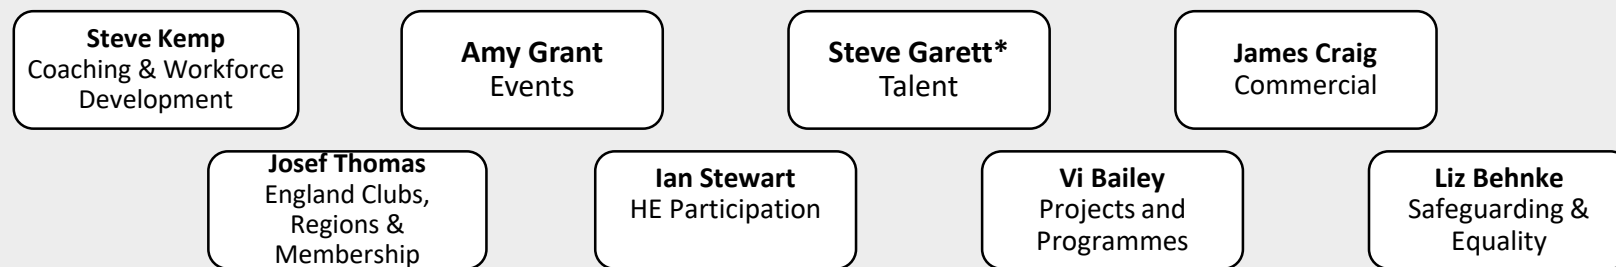 Steve Kemp
Coaching & Workforce
Development
Amy Grant
Events
Steve Garett*
Talent
James Craig
Commercial
Josef Thomas
England Clubs,
Regions &
Membership
Ian Stewart
HE Participation
Vi Bailey
Projects and
Programmes
Liz Behnke
Safeguarding &
Equality